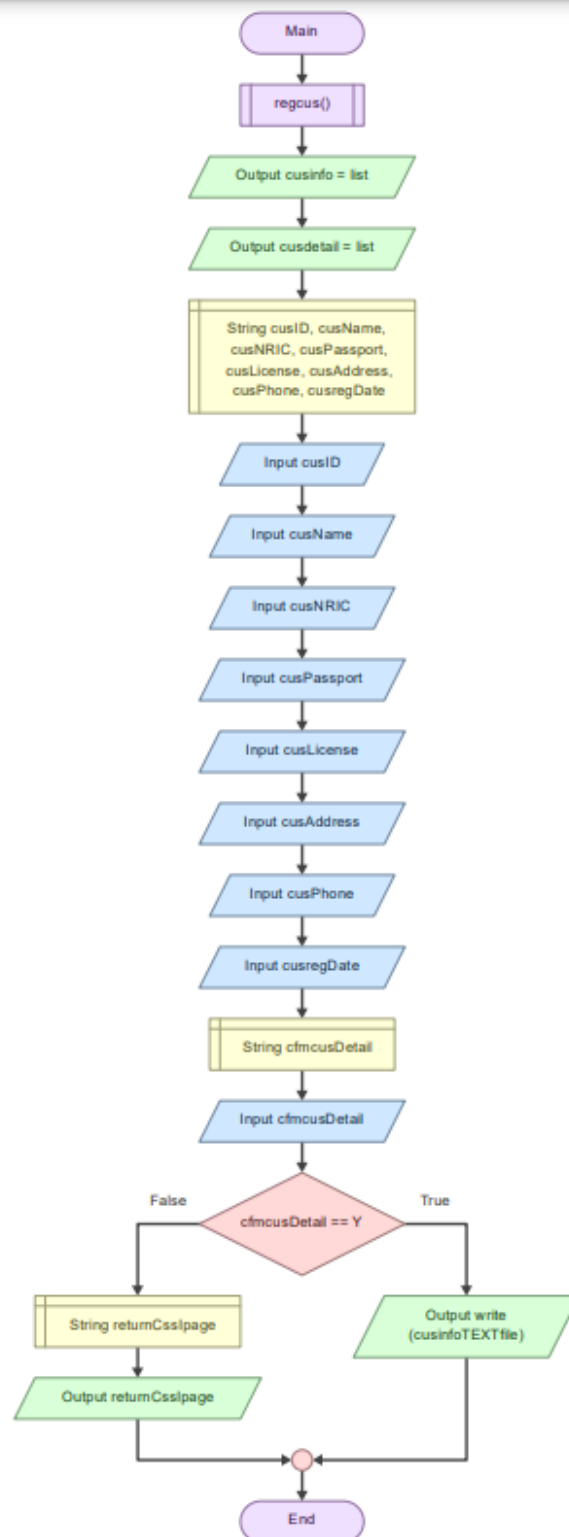 Main
regcus()
Output cusinfo = list
Output cusdetail = list
String cusID, cusName,
cusNRIC, cusPassport,
cusLicense, cusAddress,
cusPhone, cusregDate
Input cusID
Input cusName
Input cusNRIC
Input cusPassport
Input cusLicense
Input cusAddress
Input cusPhone
Input cusregDate
String cfmcusDetail
Input cfmcusDetail
False
True
cfmcusDetail == Y
String returnCsslpage
Output write
(cusinfoTEXTfile)
Output returnCsslpage
End